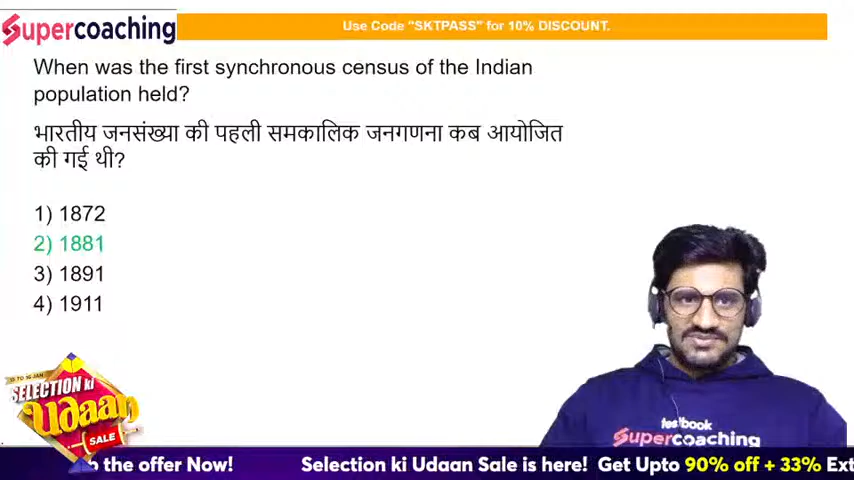 Supercoaching
Use Code "SKTPASS" for 10% DISCOUNT.
When was the first synchronous census of the Indian
population held?
भारतीय जनसंख्या की पहली समकालिक जनगणना कब आयोजित
की गई थी?
1) 1872
2) 1881
3) 1891
4) 1911
SELECTION ki
Udaan
SALE
testbook
Supercoaching
the offer Now! Selection ki Udaan Sale is here! Get Upto 90% off + 33% Ext